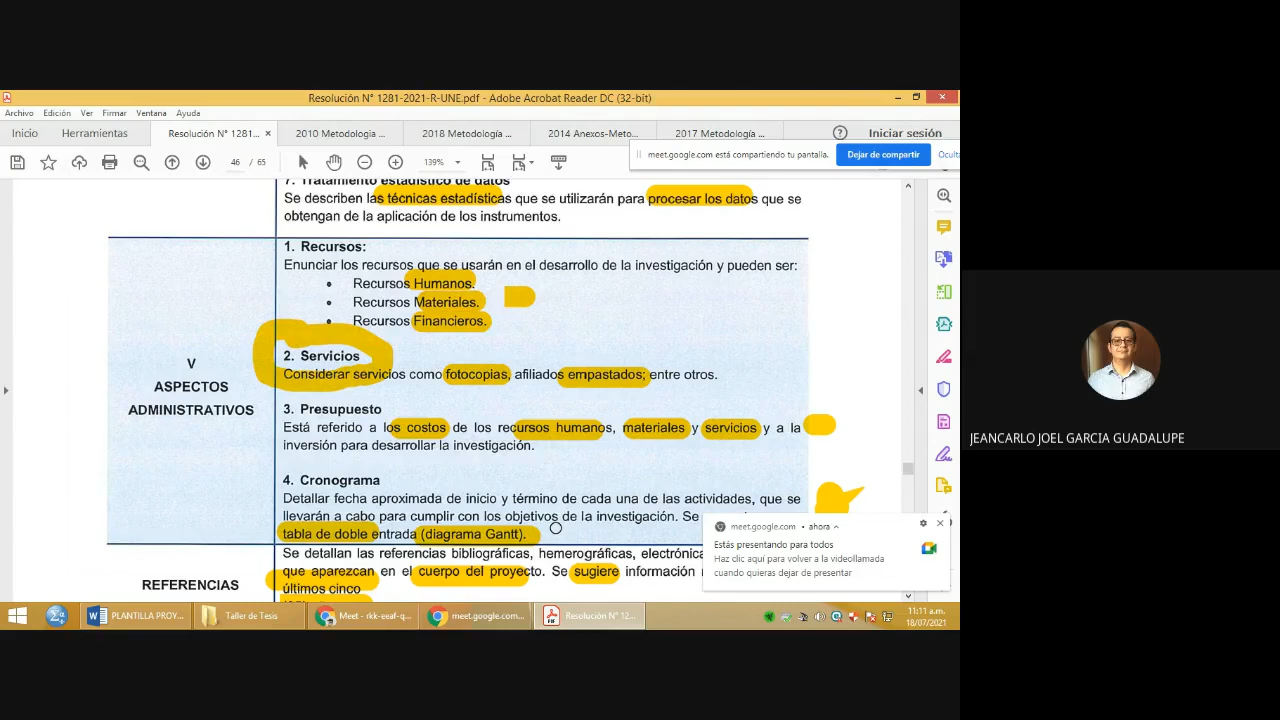 Resolución N° 1281-2021-R-UNE.pdf - Adobe Acrobat Reader DC (32-bit)
Archivo Edición Ver Firmar Ventana Ayuda
Inicio Herramientas Resolución N° 1281... × 2010 Metodologia ... 2018 Metodología ... 2014 Anexos-Meto... 2017 Metodología ... Iniciar sesión
46 / 65 139%
meet.google.com está compartiendo tu pantalla. Dejar de compartir Oculta
7. Tratamiento estadístico de datos
Se describen las técnicas estadísticas que se utilizarán para procesar los datos que se
obtengan de la aplicación de los instrumentos.
V
ASPECTOS
ADMINISTRATIVOS
1. Recursos:
Enunciar los recursos que se usarán en el desarrollo de la investigación y pueden ser:
• Recursos Humanos.
• Recursos Materiales.
• Recursos Financieros.
2. Servicios
Considerar servicios como fotocopias, afiliados empastados; entre otros.
3. Presupuesto
Está referido a los costos de los recursos humanos, materiales y servicios y a la
inversión para desarrollar la investigación.
4. Cronograma
Detallar fecha aproximada de inicio y término de cada una de las actividades, que se
llevarán a cabo para cumplir con los objetivos de la investigación. Se
tabla de doble entrada (diagrama Gantt).
REFERENCIAS
Se detallan las referencias bibliográficas, hemerográficas, electrónica
que aparezcan en el cuerpo del proyecto. Se sugiere información
últimos cinco
meet.google.com • ahora
Estás presentando para todos
Haz clic aquí para volver a la videollamada
cuando quieras dejar de presentar
PLANTILLA PROY... Taller de Tesis Meet - rkk-eeaf-q... meet.google.com... Resolución N° 12...
11:11 a.m.
18/07/2021
JEANCARLO JOEL GARCIA GUADALUPE